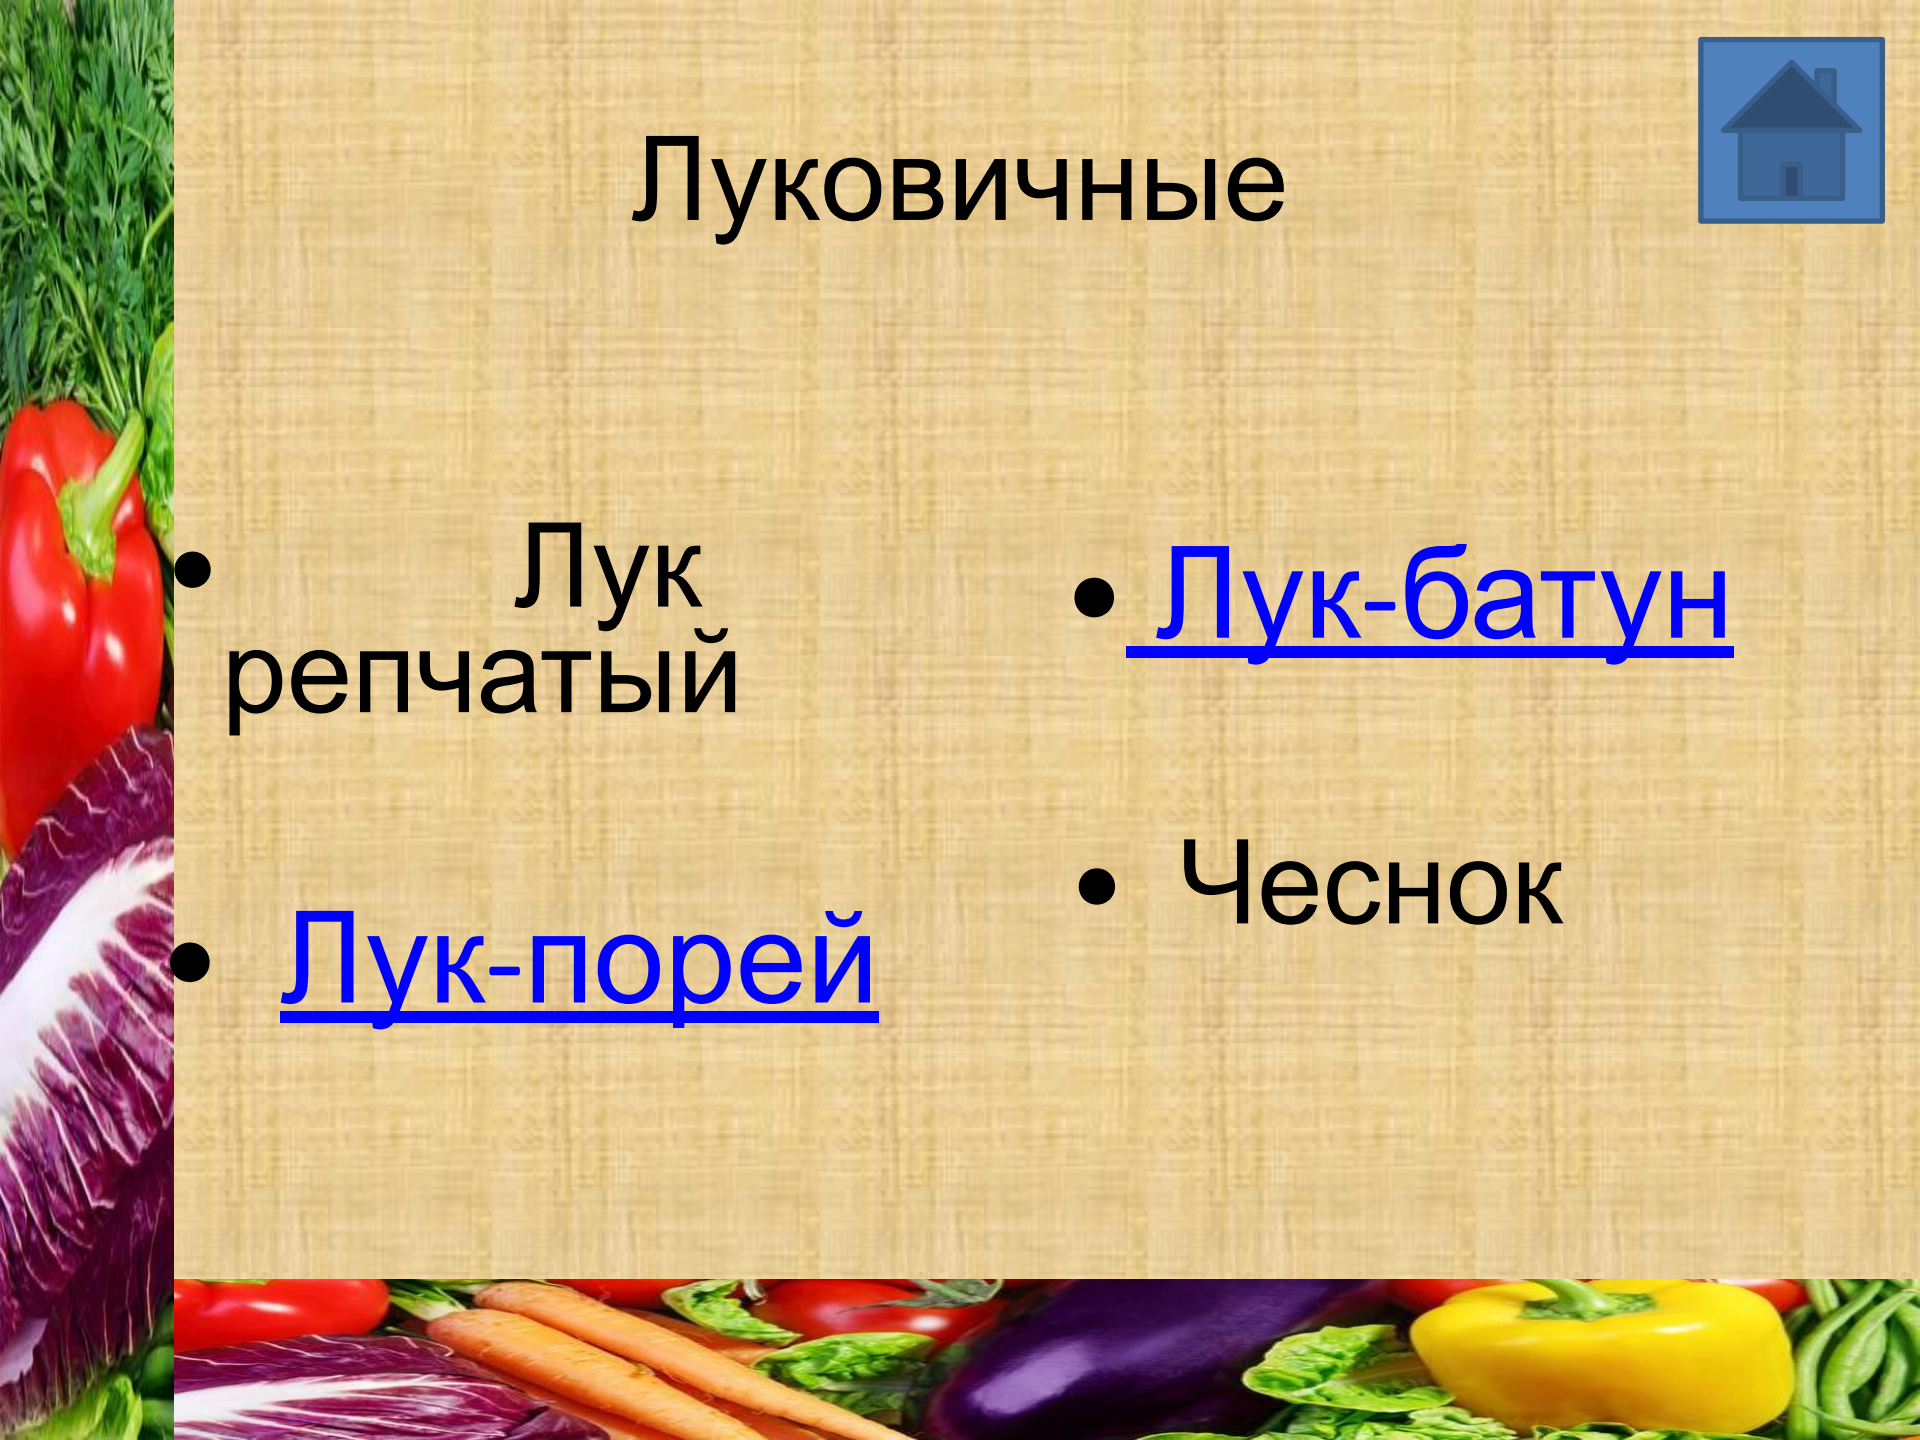 Луковичные
• Лук
репчатый
• Лук-порей
• Лук-батун
• Чеснок